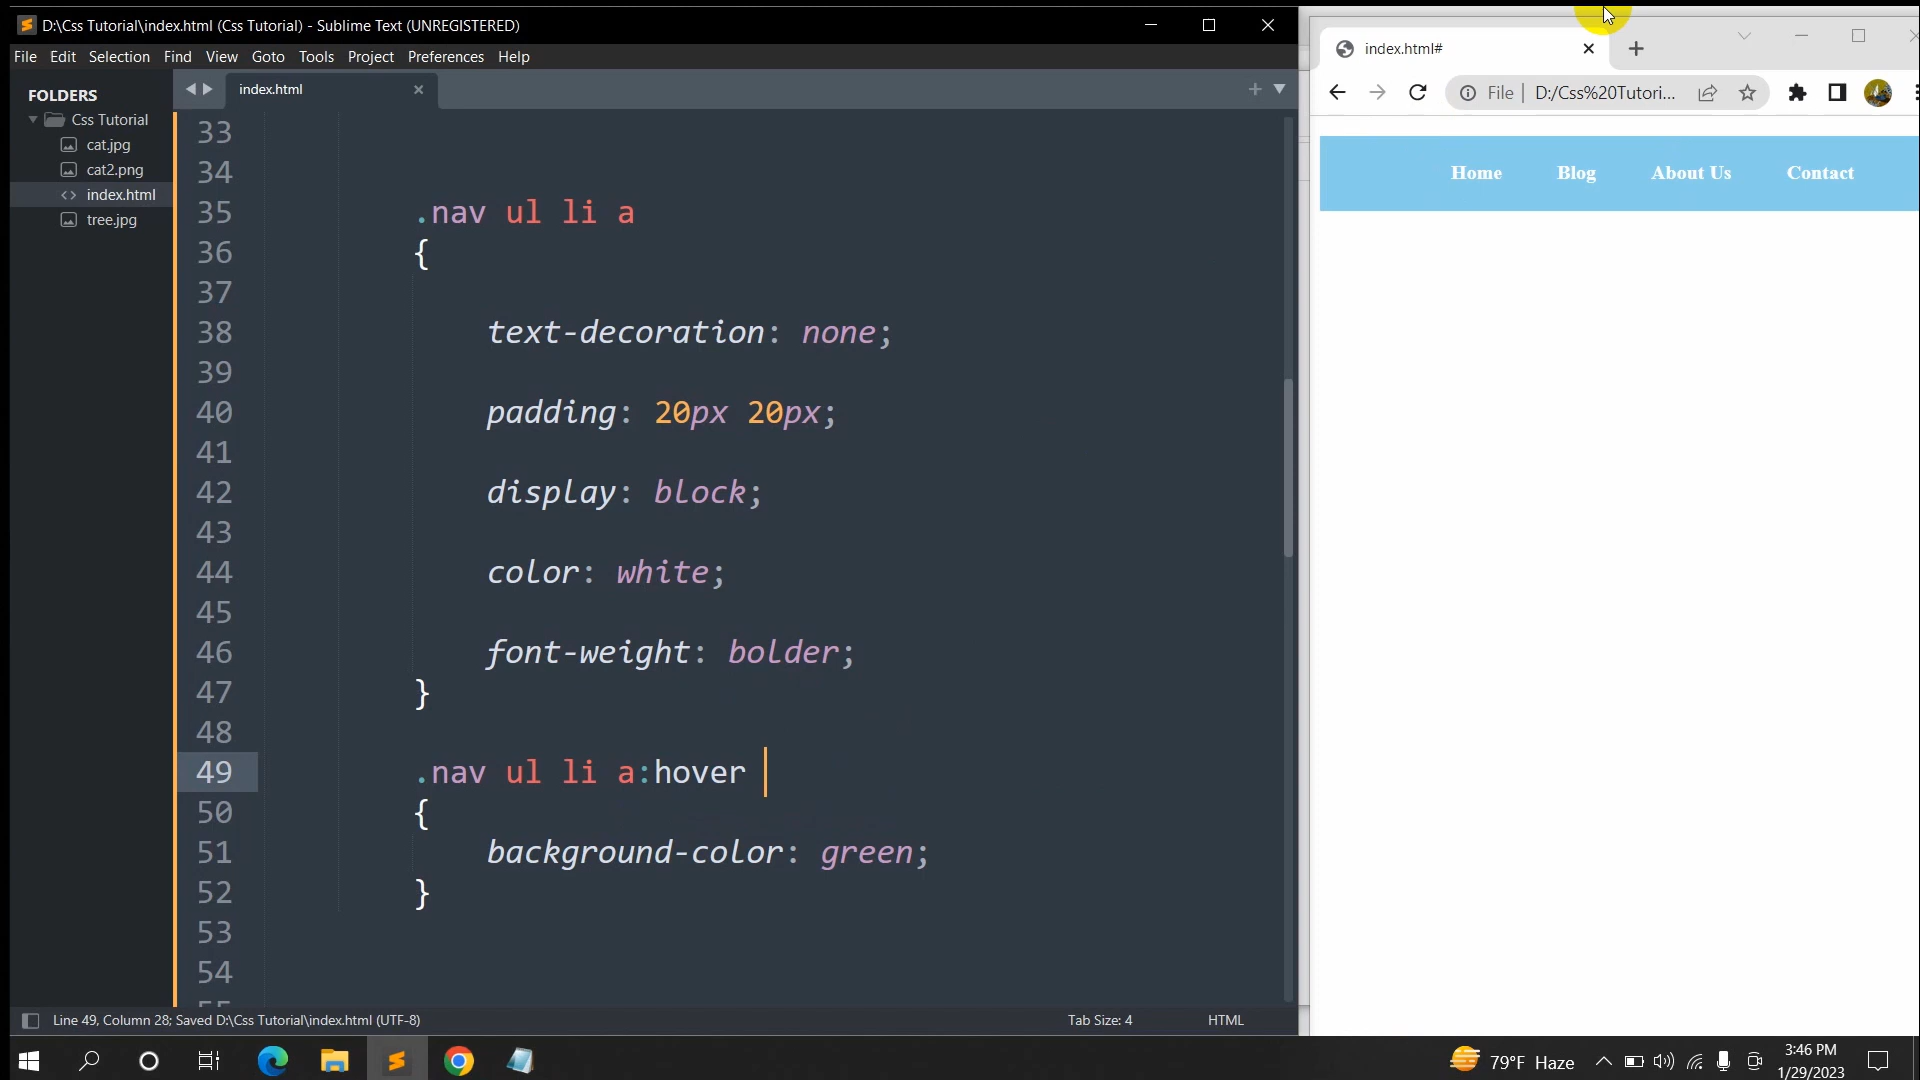 D:\Css Tutorial\index.html (Css Tutorial) - Sublime Text (UNREGISTERED)
File Edit Selection Find View Goto Tools Project Preferences Help
FOLDERS
Css Tutorial
cat.jpg
cat2.png
index.html
tree.jpg
index.html
33
34
35 .nav ul li a
36 {
37
38 text-decoration: none;
39
40 padding: 20px 20px;
41
42 display: block;
43
44 color: white;
45
46 font-weight: bolder;
47 }
48
49 .nav ul li a:hover
50 {
51 background-color: green;
52 }
53
54
Line 49, Column 28; Saved D:\Css Tutorial\index.html (UTF-8) Tab Size: 4 HTML
index.html#
File D:/Css%20Tutori...
Home Blog About Us Contact
79°F Haze
3:46 PM
1/29/2023